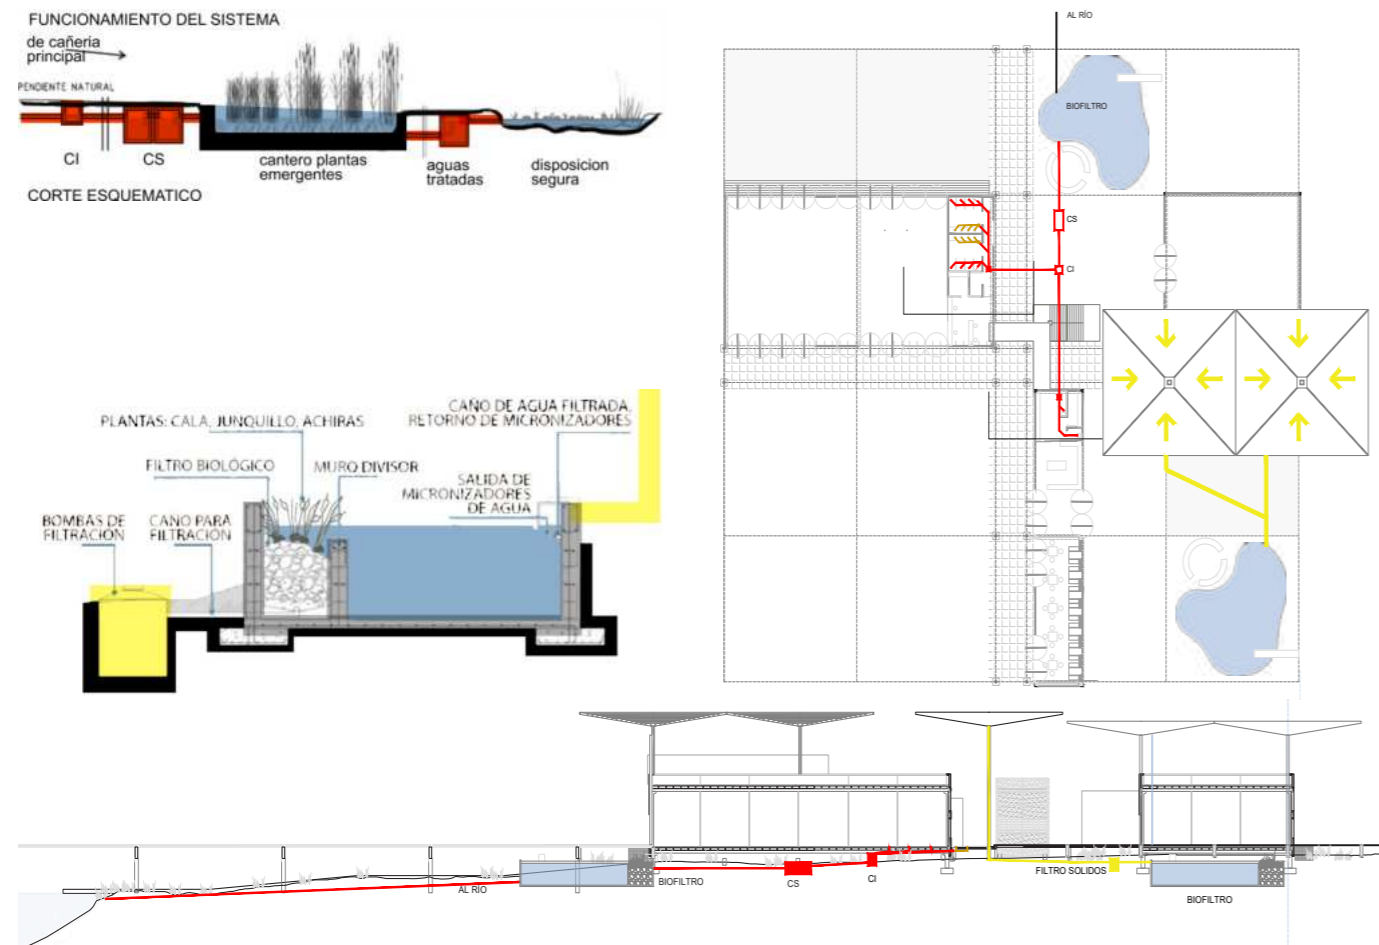 FUNCIONAMIENTO DEL SISTEMA
de cañeria
principal
PENDIENTE NATURAL
CI
CS
cantero plantas
emergentes
aguas
tratadas
disposicion
segura
CORTE ESQUEMATICO
AL RÍO
BIOFILTRO
CS
CI
PLANTAS: CALA, JUNQUILLO, ACHIRAS
CAÑO DE AGUA FILTRADA,
RETORNO DE MICRONIZADORES
FILTRO BIOLÓGICO
MURO DIVISOR
SALIDA DE
MICRONIZADORES
DE AGUA
BOMBAS DE
FILTRACIÓN
CANO PARA
FILTRACIÓN
AL RÍO
BIOFILTRO
CS
CI
FILTRO SOLIDOS
BIOFILTRO